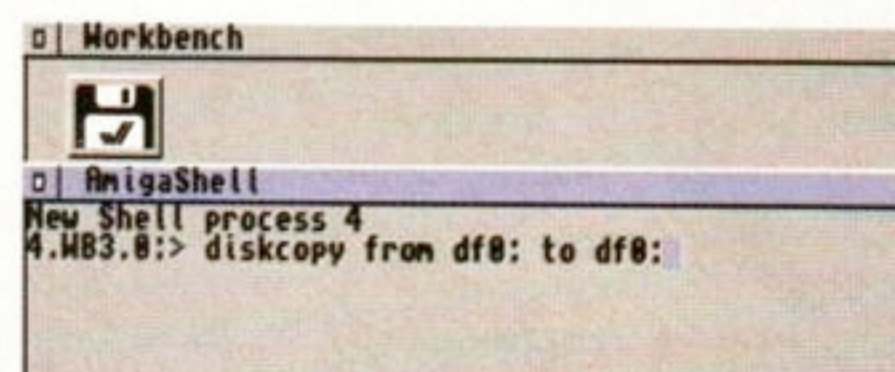 Workbench
AmigaShell
New Shell process 4
4.WB3.0:> diskcopy from df0: to df0: